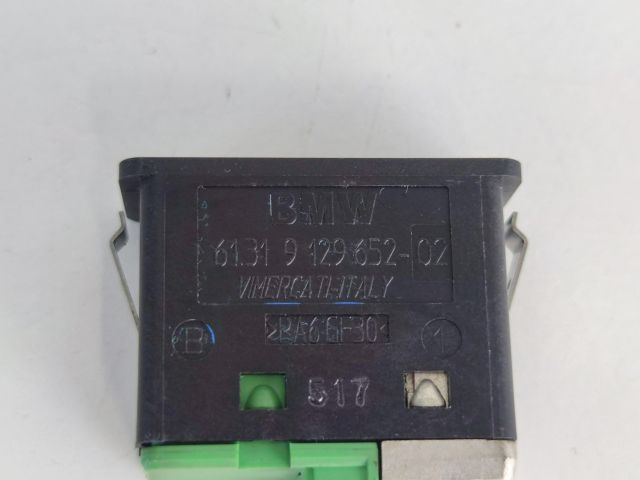 BMW
61.31 9 129 652-02
VIMERCATI-ITALY
>PA6 GF30<
B
1
517